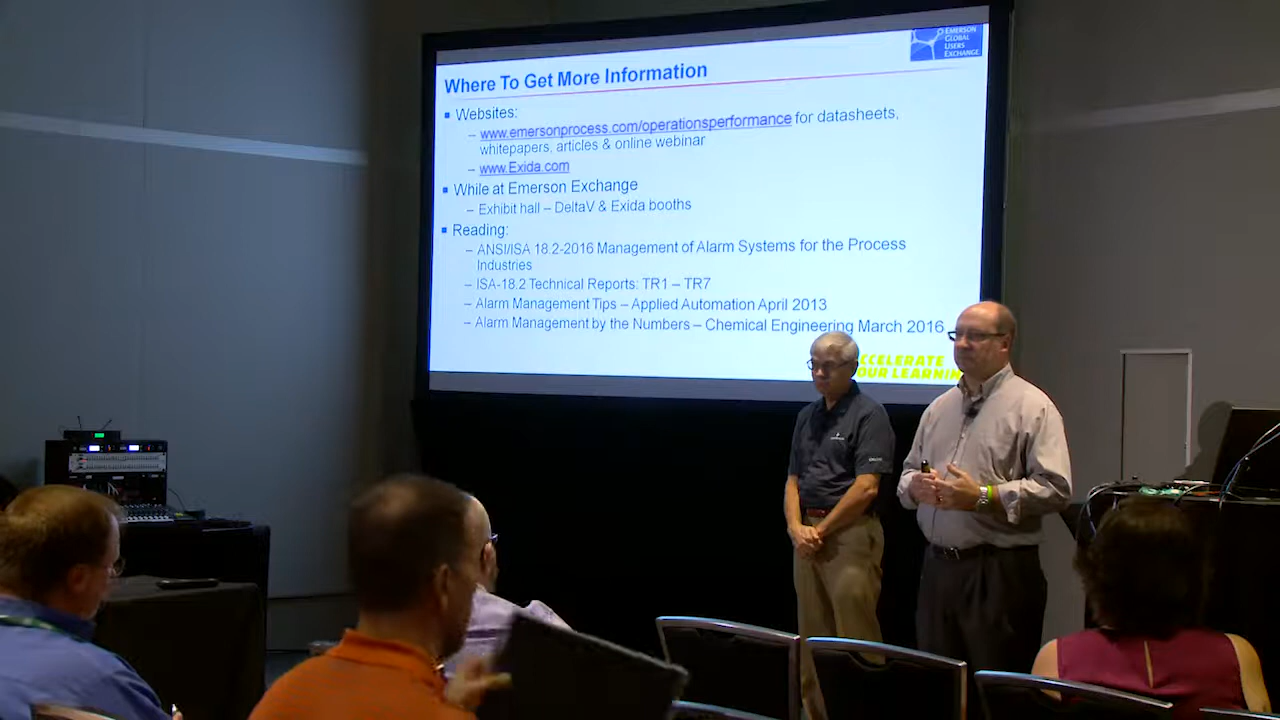 EMERSON
GLOBAL
USERS
EXCHANGE
Where To Get More Information
▪ Websites:
– www.emersonprocess.com/operationsperformance for datasheets,
whitepapers, articles & online webinar
– www.Exida.com
▪ While at Emerson Exchange
– Exhibit hall – DeltaV & Exida booths
▪ Reading:
– ANSI/ISA 18.2-2016 Management of Alarm Systems for the Process
Industries
– ISA-18.2 Technical Reports: TR1 – TR7
– Alarm Management Tips – Applied Automation April 2013
– Alarm Management by the Numbers – Chemical Engineering March 2016
CCELERATE
OUR LEARNIN